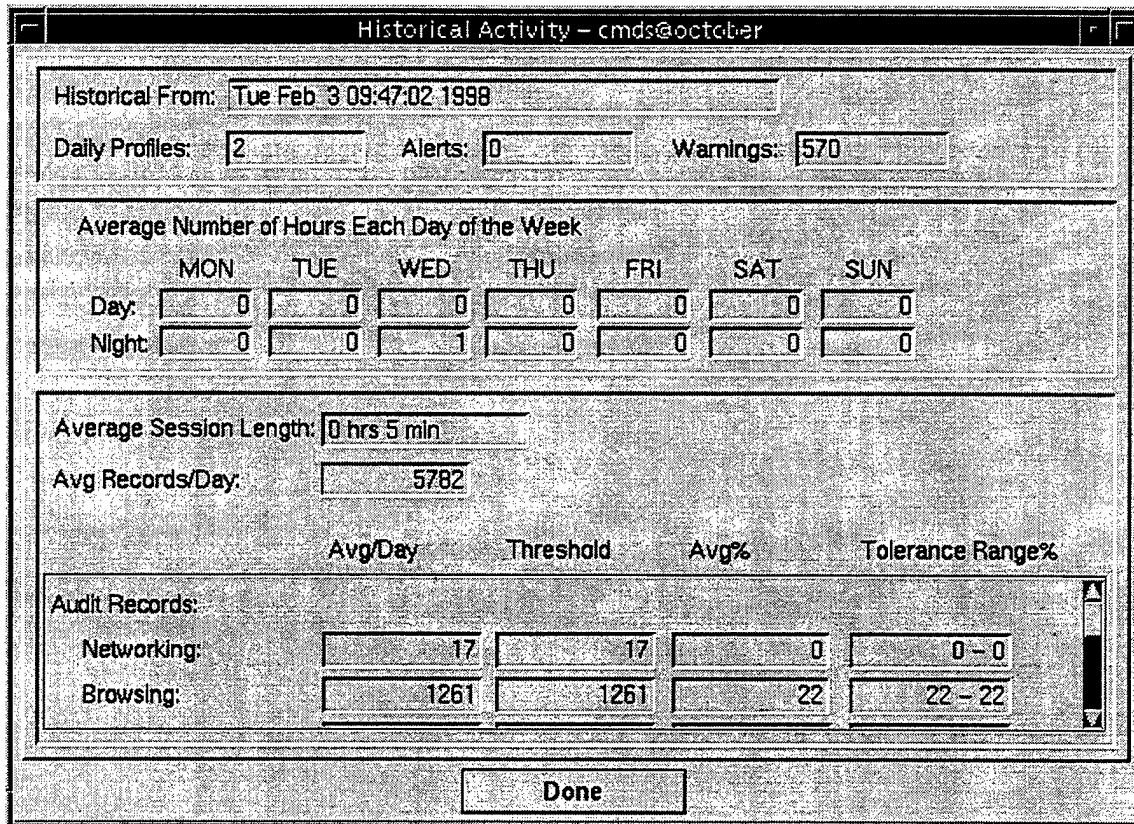 Historical Activity – cmds@october
Historical From: Tue Feb 3 09:47:02 1998
Daily Profiles: 2 Alerts: 0 Warnings: 570
Average Number of Hours Each Day of the Week
MON TUE WED THU FRI SAT SUN
Day: 0 0 0 0 0 0 0
Night: 0 0 1 0 0 0 0
Average Session Length: 0 hrs 5 min
Avg Records/Day: 5782
Avg/Day Threshold Avg% Tolerance Range%
Audit Records:
Networking: 17 17 0 0 – 0
Browsing: 1261 1261 22 22 – 22
Done